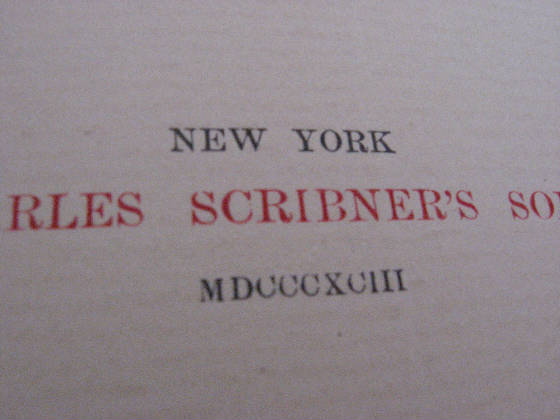 NEW YORK
RLES SCRIBNER'S SO
MDCCCXCIII